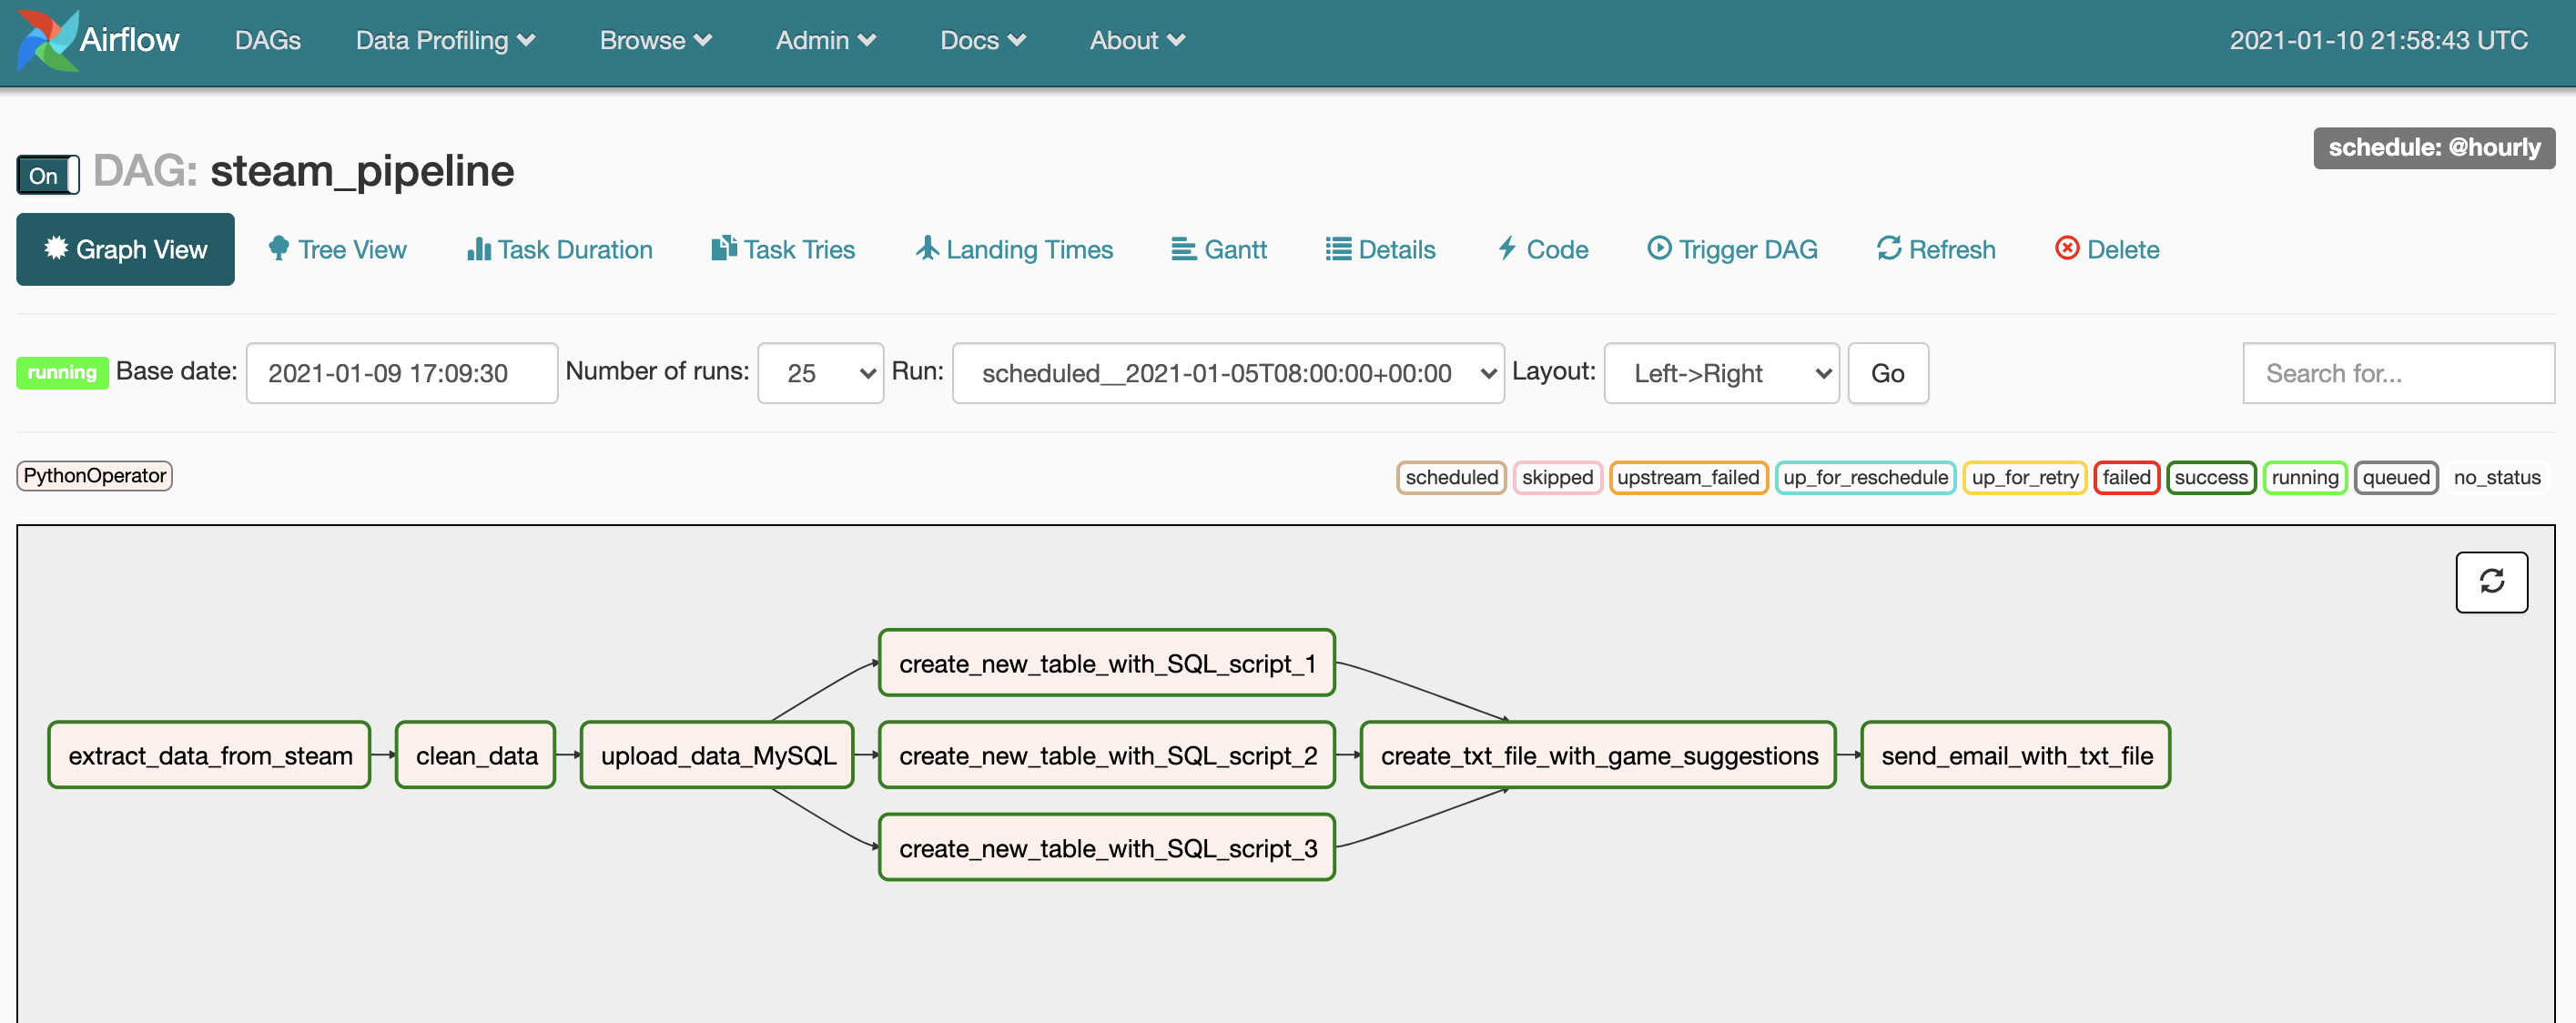 Airflow DAGs Data Profiling Browse Admin Docs About 2021-01-10 21:58:43 UTC
schedule: @hourly
On DAG: steam_pipeline
Graph View Tree View Task Duration Task Tries Landing Times Gantt Details Code Trigger DAG Refresh Delete
running Base date: 2021-01-09 17:09:30 Number of runs: 25 Run: scheduled__2021-01-05T08:00:00+00:00 Layout: Left->Right Go Search for...
PythonOperator scheduled skipped upstream_failed up_for_reschedule up_for_retry failed success running queued no_status
create_new_table_with_SQL_script_1
extract_data_from_steam clean_data upload_data_MySQL create_new_table_with_SQL_script_2 create_txt_file_with_game_suggestions send_email_with_txt_file
create_new_table_with_SQL_script_3